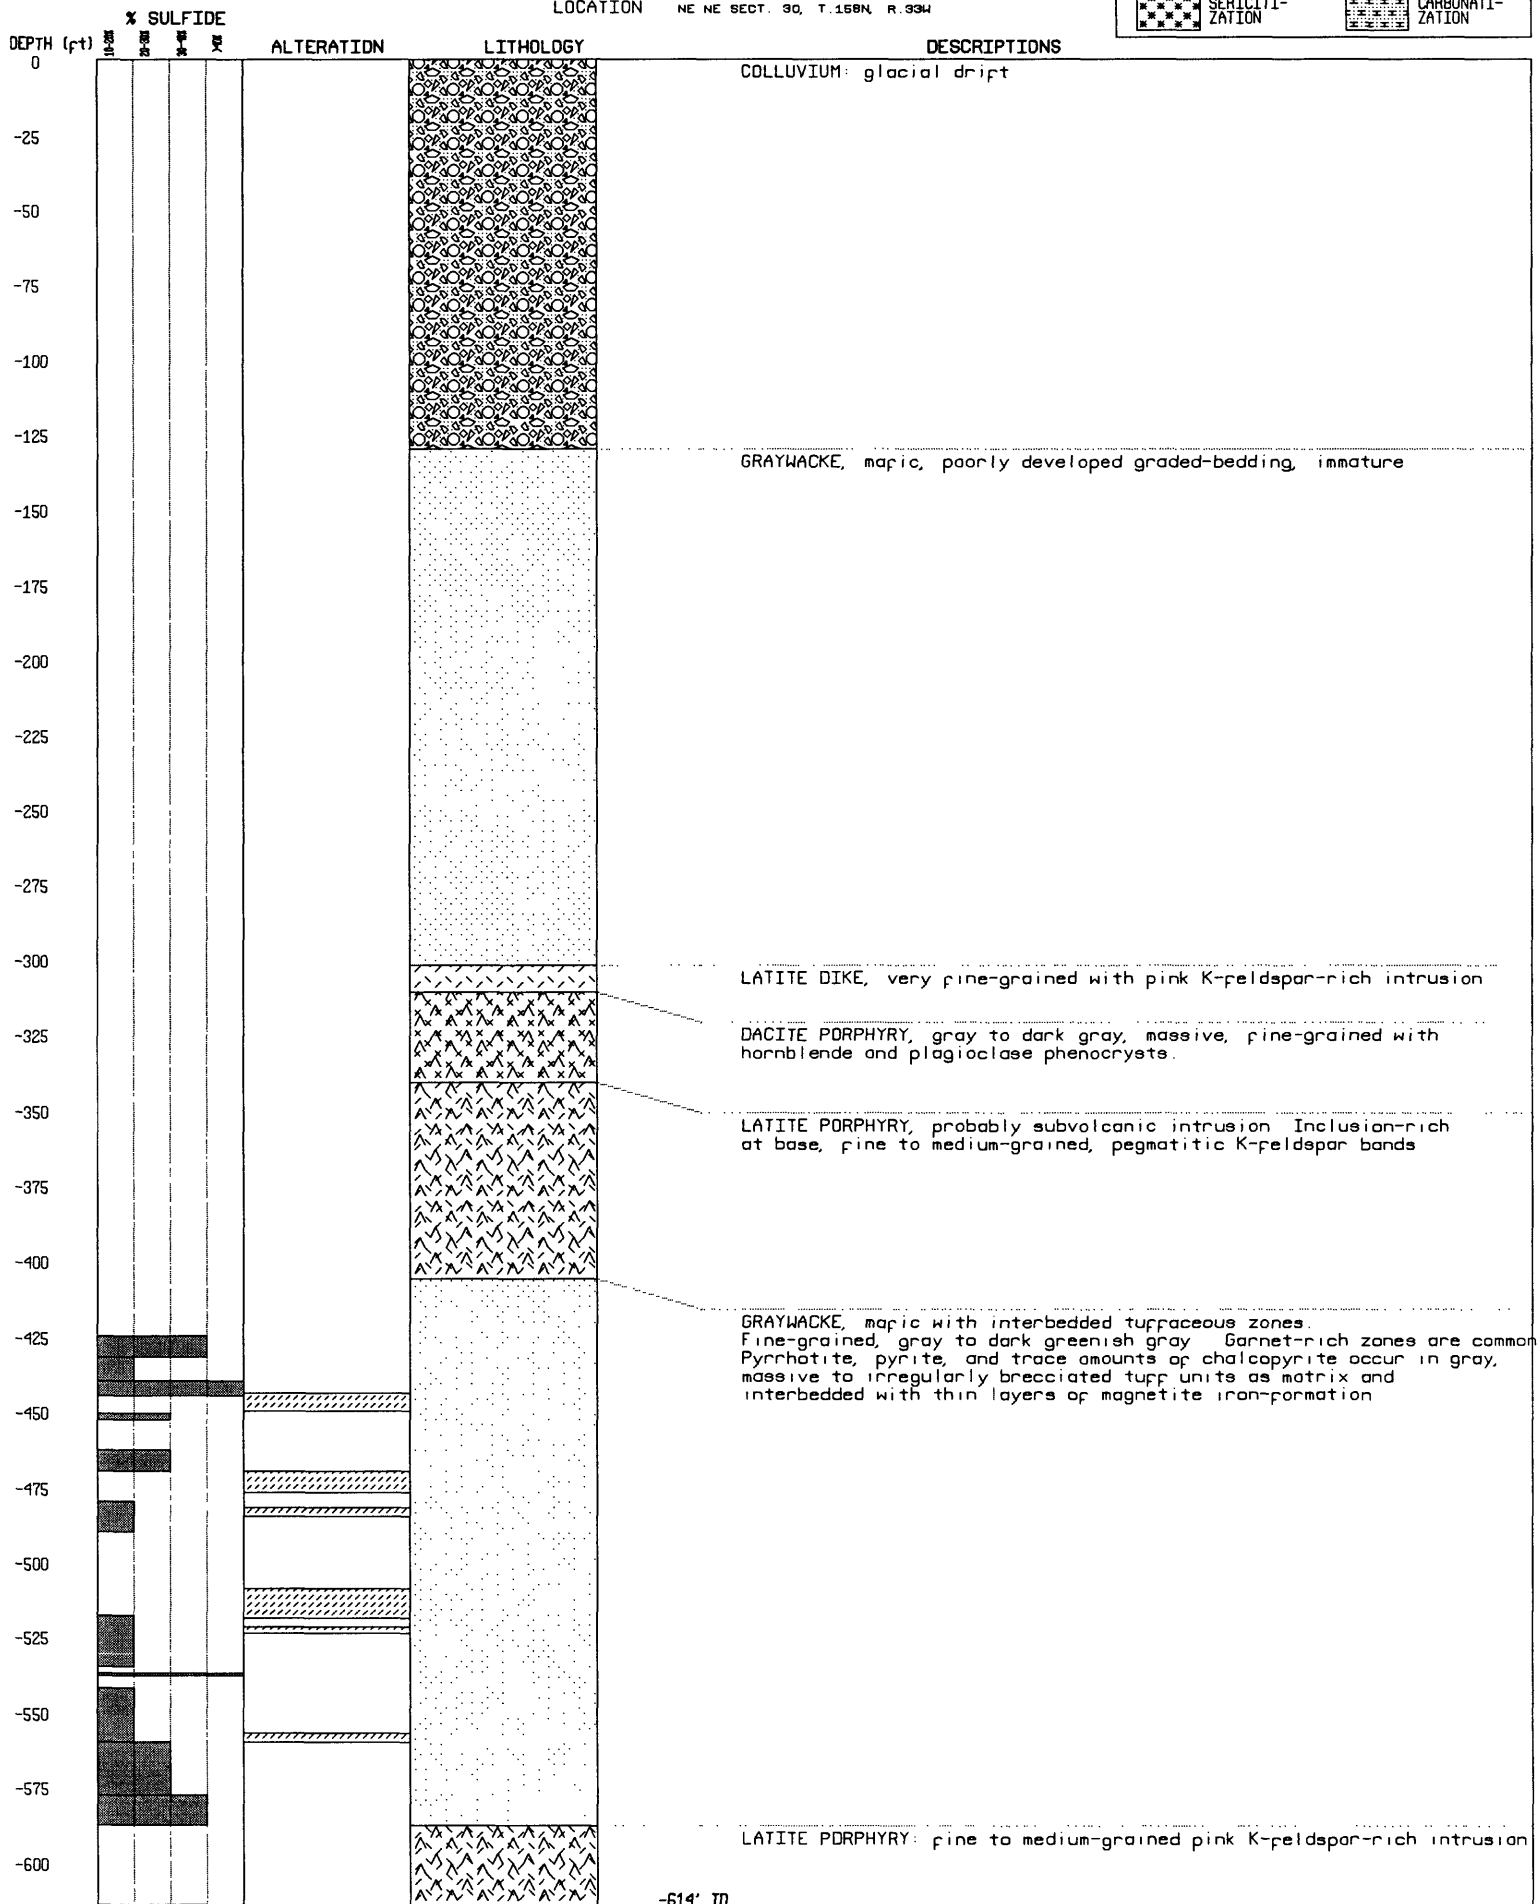 LOCATION NE NE SECT. 30, T.158N, R.33W
SERICITI-
ZATION
CARBONATI-
ZATION
% SULFIDE
DEPTH (ft) 10-20% 20-30% 30-40% ALTERATION LITHOLOGY DESCRIPTIONS
0
COLLUVIUM: glacial drift
-25
-50
-75
-100
-125
GRAYWACKE, mafic, poorly developed graded-bedding, immature
-150
-175
-200
-225
-250
-275
-300
LATITE DIKE, very fine-grained with pink K-feldspar-rich intrusion
-325
DACITE PORPHYRY, gray to dark gray, massive, fine-grained with
hornblende and plagioclase phenocrysts.
-350
LATITE PORPHYRY, probably subvolcanic intrusion Inclusion-rich
at base, fine to medium-grained, pegmatitic K-feldspar bands
-375
-400
GRAYWACKE, mafic with interbedded tuffaceous zones.
-425
Fine-grained, gray to dark greenish gray Garnet-rich zones are common
Pyrrhotite, pyrite, and trace amounts of chalcopyrite occur in gray,
massive to irregularly brecciated tuff units as matrix and
interbedded with thin layers of magnetite iron-formation
-450
-475
-500
-525
-550
-575
LATITE PORPHYRY: fine to medium-grained pink K-feldspar-rich intrusion
-600
-614' TD